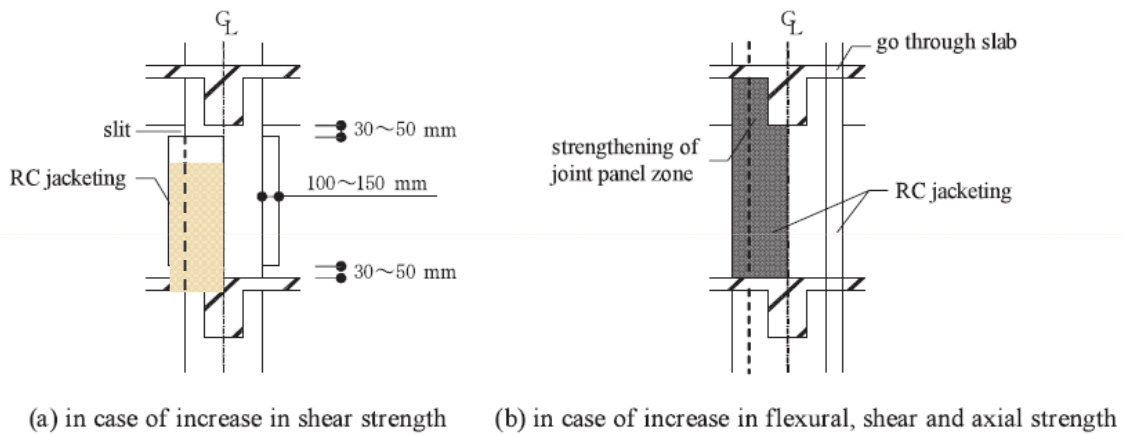 ℄
slit
RC jacketing
30～50 mm
100～150 mm
30～50 mm
(a) in case of increase in shear strength
℄
go through slab
strengthening of
joint panel zone
RC jacketing
(b) in case of increase in flexural, shear and axial strength